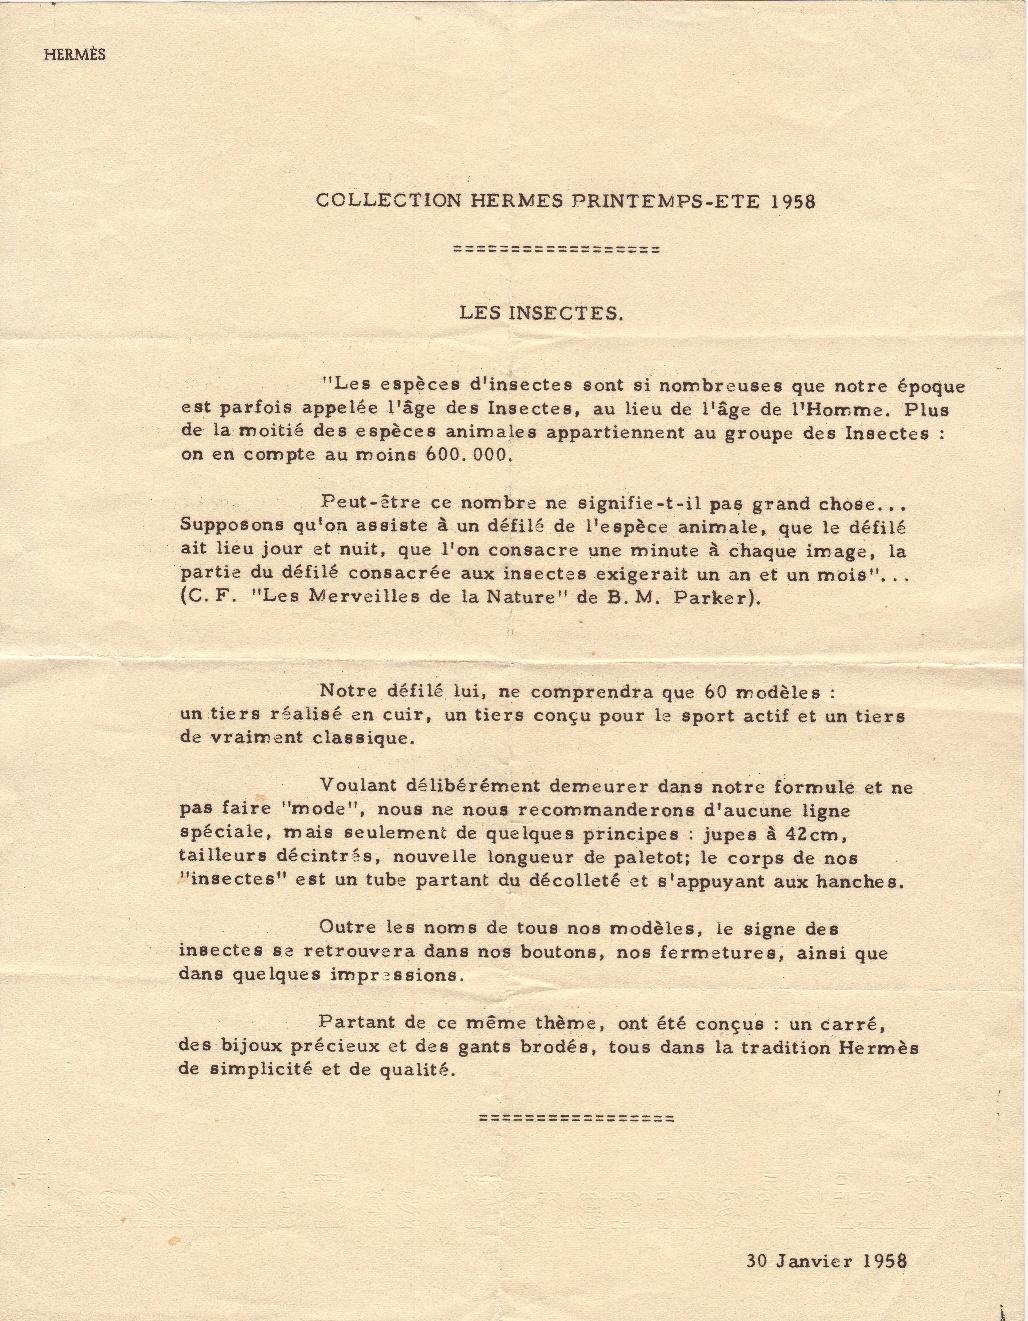 HERMÈS
COLLECTION HERMES PRINTEMPS-ETE 1958
==================
LES INSECTES.
"Les espèces d'insectes sont si nombreuses que notre époque
est parfois appelée l'âge des Insectes, au lieu de l'âge de l'Homme. Plus
de la moitié des espèces animales appartiennent au groupe des Insectes :
on en compte au moins 600.000.
Peut-être ce nombre ne signifie-t-il pas grand chose...
Supposons qu'on assiste à un défilé de l'espèce animale, que le défilé
ait lieu jour et nuit, que l'on consacre une minute à chaque image, la
partie du défilé consacrée aux insectes exigerait un an et un mois"...
(C. F. "Les Merveilles de la Nature" de B. M. Parker).
Notre défilé lui, ne comprendra que 60 modèles :
un tiers réalisé en cuir, un tiers conçu pour le sport actif et un tiers
de vraiment classique.
Voulant délibérément demeurer dans notre formule et ne
pas faire "mode", nous ne nous recommanderons d'aucune ligne
spéciale, mais seulement de quelques principes : jupes à 42cm,
tailleurs décintrés, nouvelle longueur de paletot; le corps de nos
"insectes" est un tube partant du décolleté et s'appuyant aux hanches.
Outre les noms de tous nos modèles, le signe des
insectes se retrouvera dans nos boutons, nos fermetures, ainsi que
dans quelques impressions.
Partant de ce même thème, ont été conçus : un carré,
des bijoux précieux et des gants brodés, tous dans la tradition Hermès
de simplicité et de qualité.
=================
30 Janvier 1958